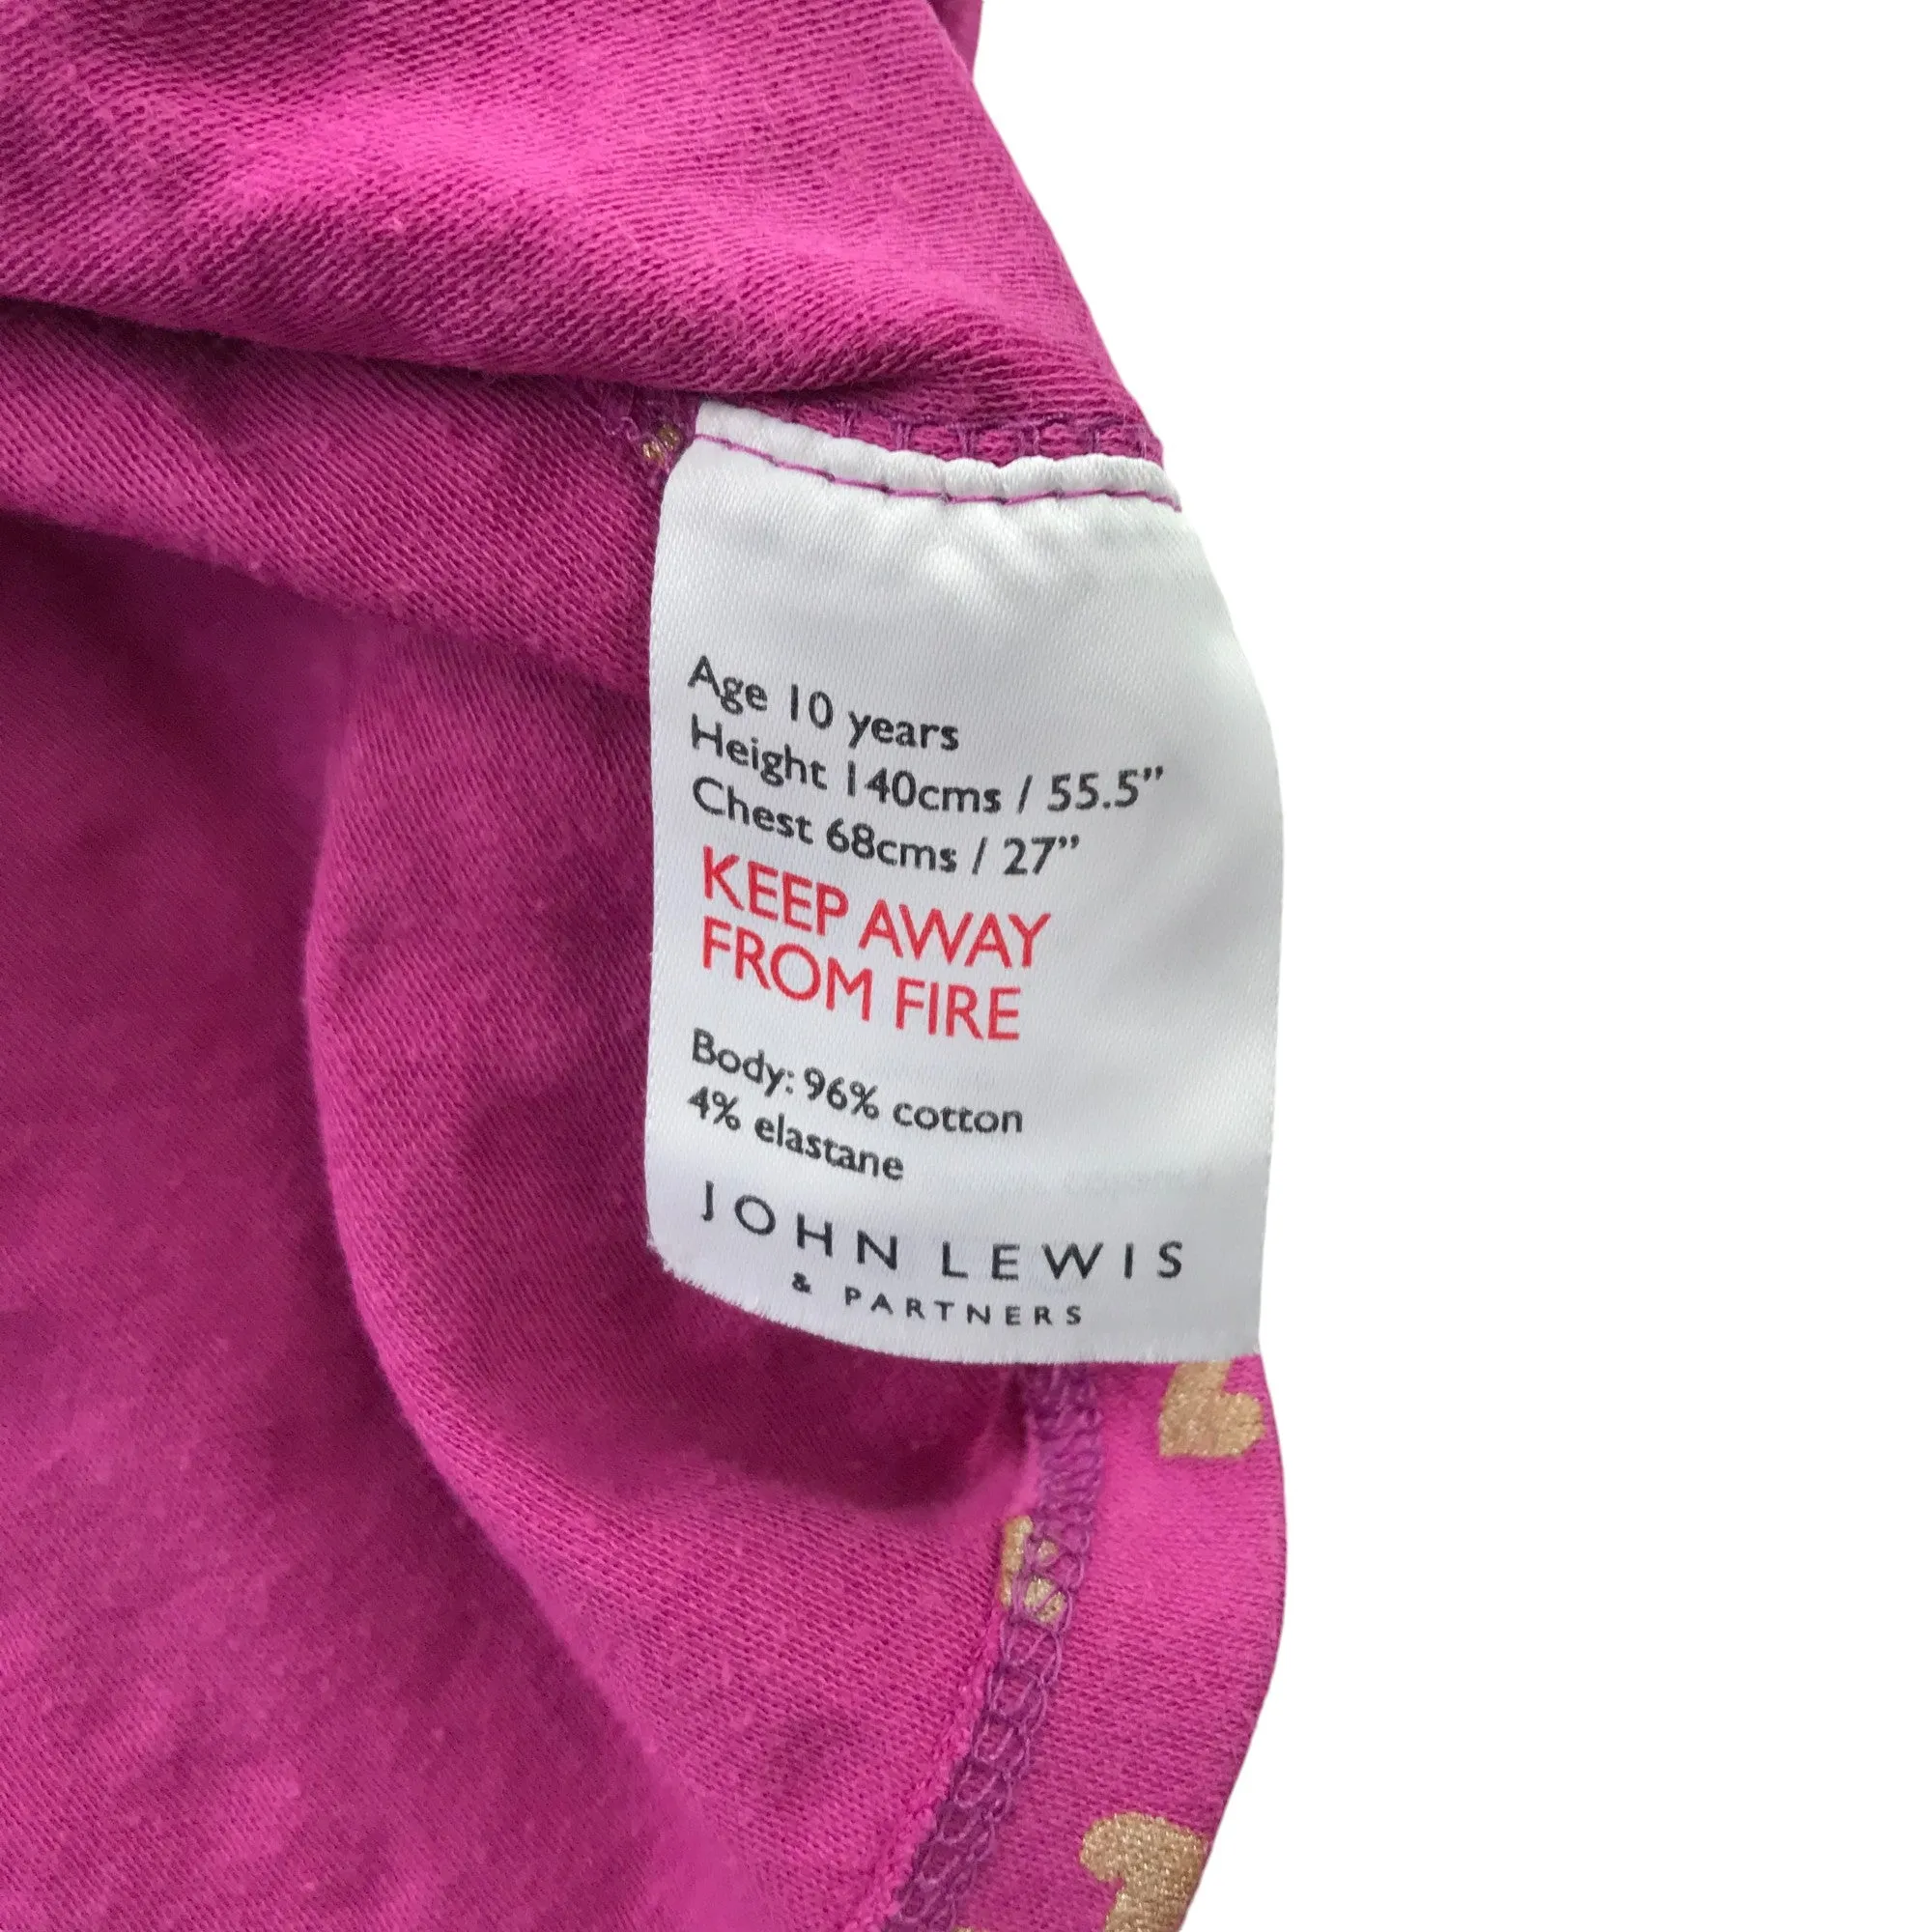 Age 10 years
Height 140cms / 55.5”
Chest 68cms / 27”
KEEP AWAY
FROM FIRE
Body: 96% cotton
4% elastane
JOHN LEWIS
& PARTNERS